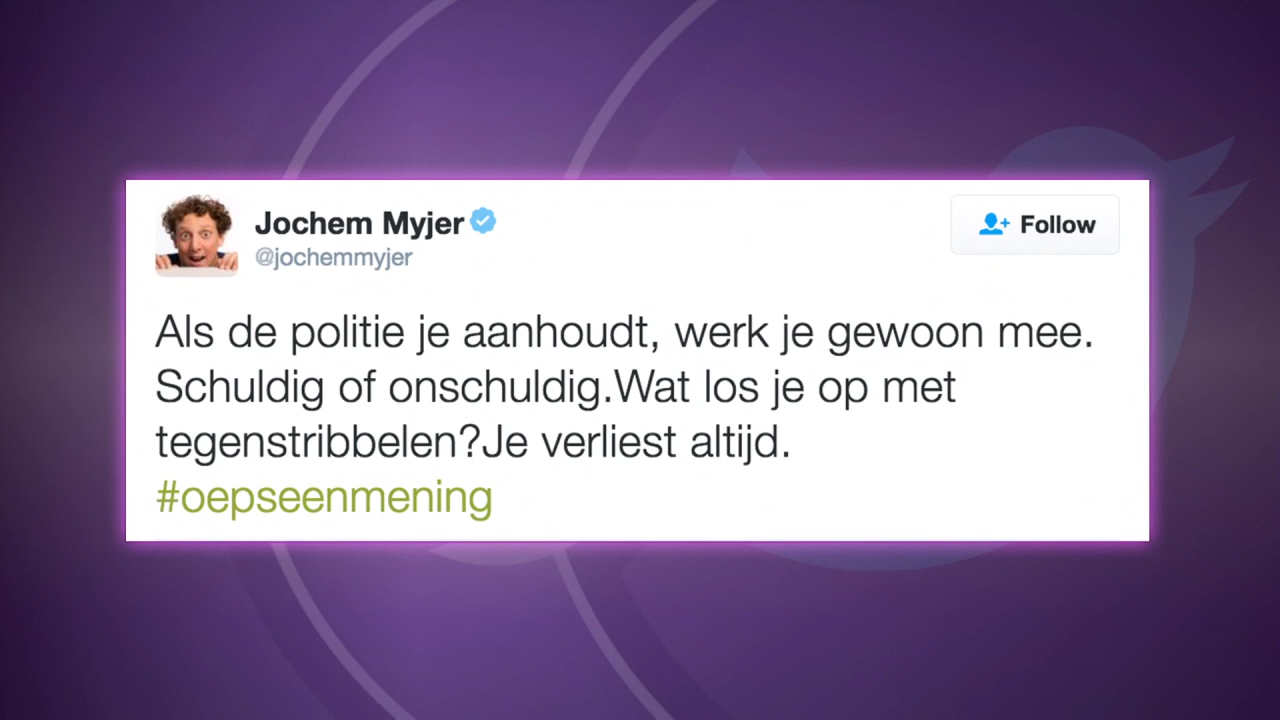 Jochem Myjer
@jochemmyjer
Follow
Als de politie je aanhoudt, werk je gewoon mee.
Schuldig of onschuldig.Wat los je op met
tegenstribbelen?Je verliest altijd.
#oepseenmening